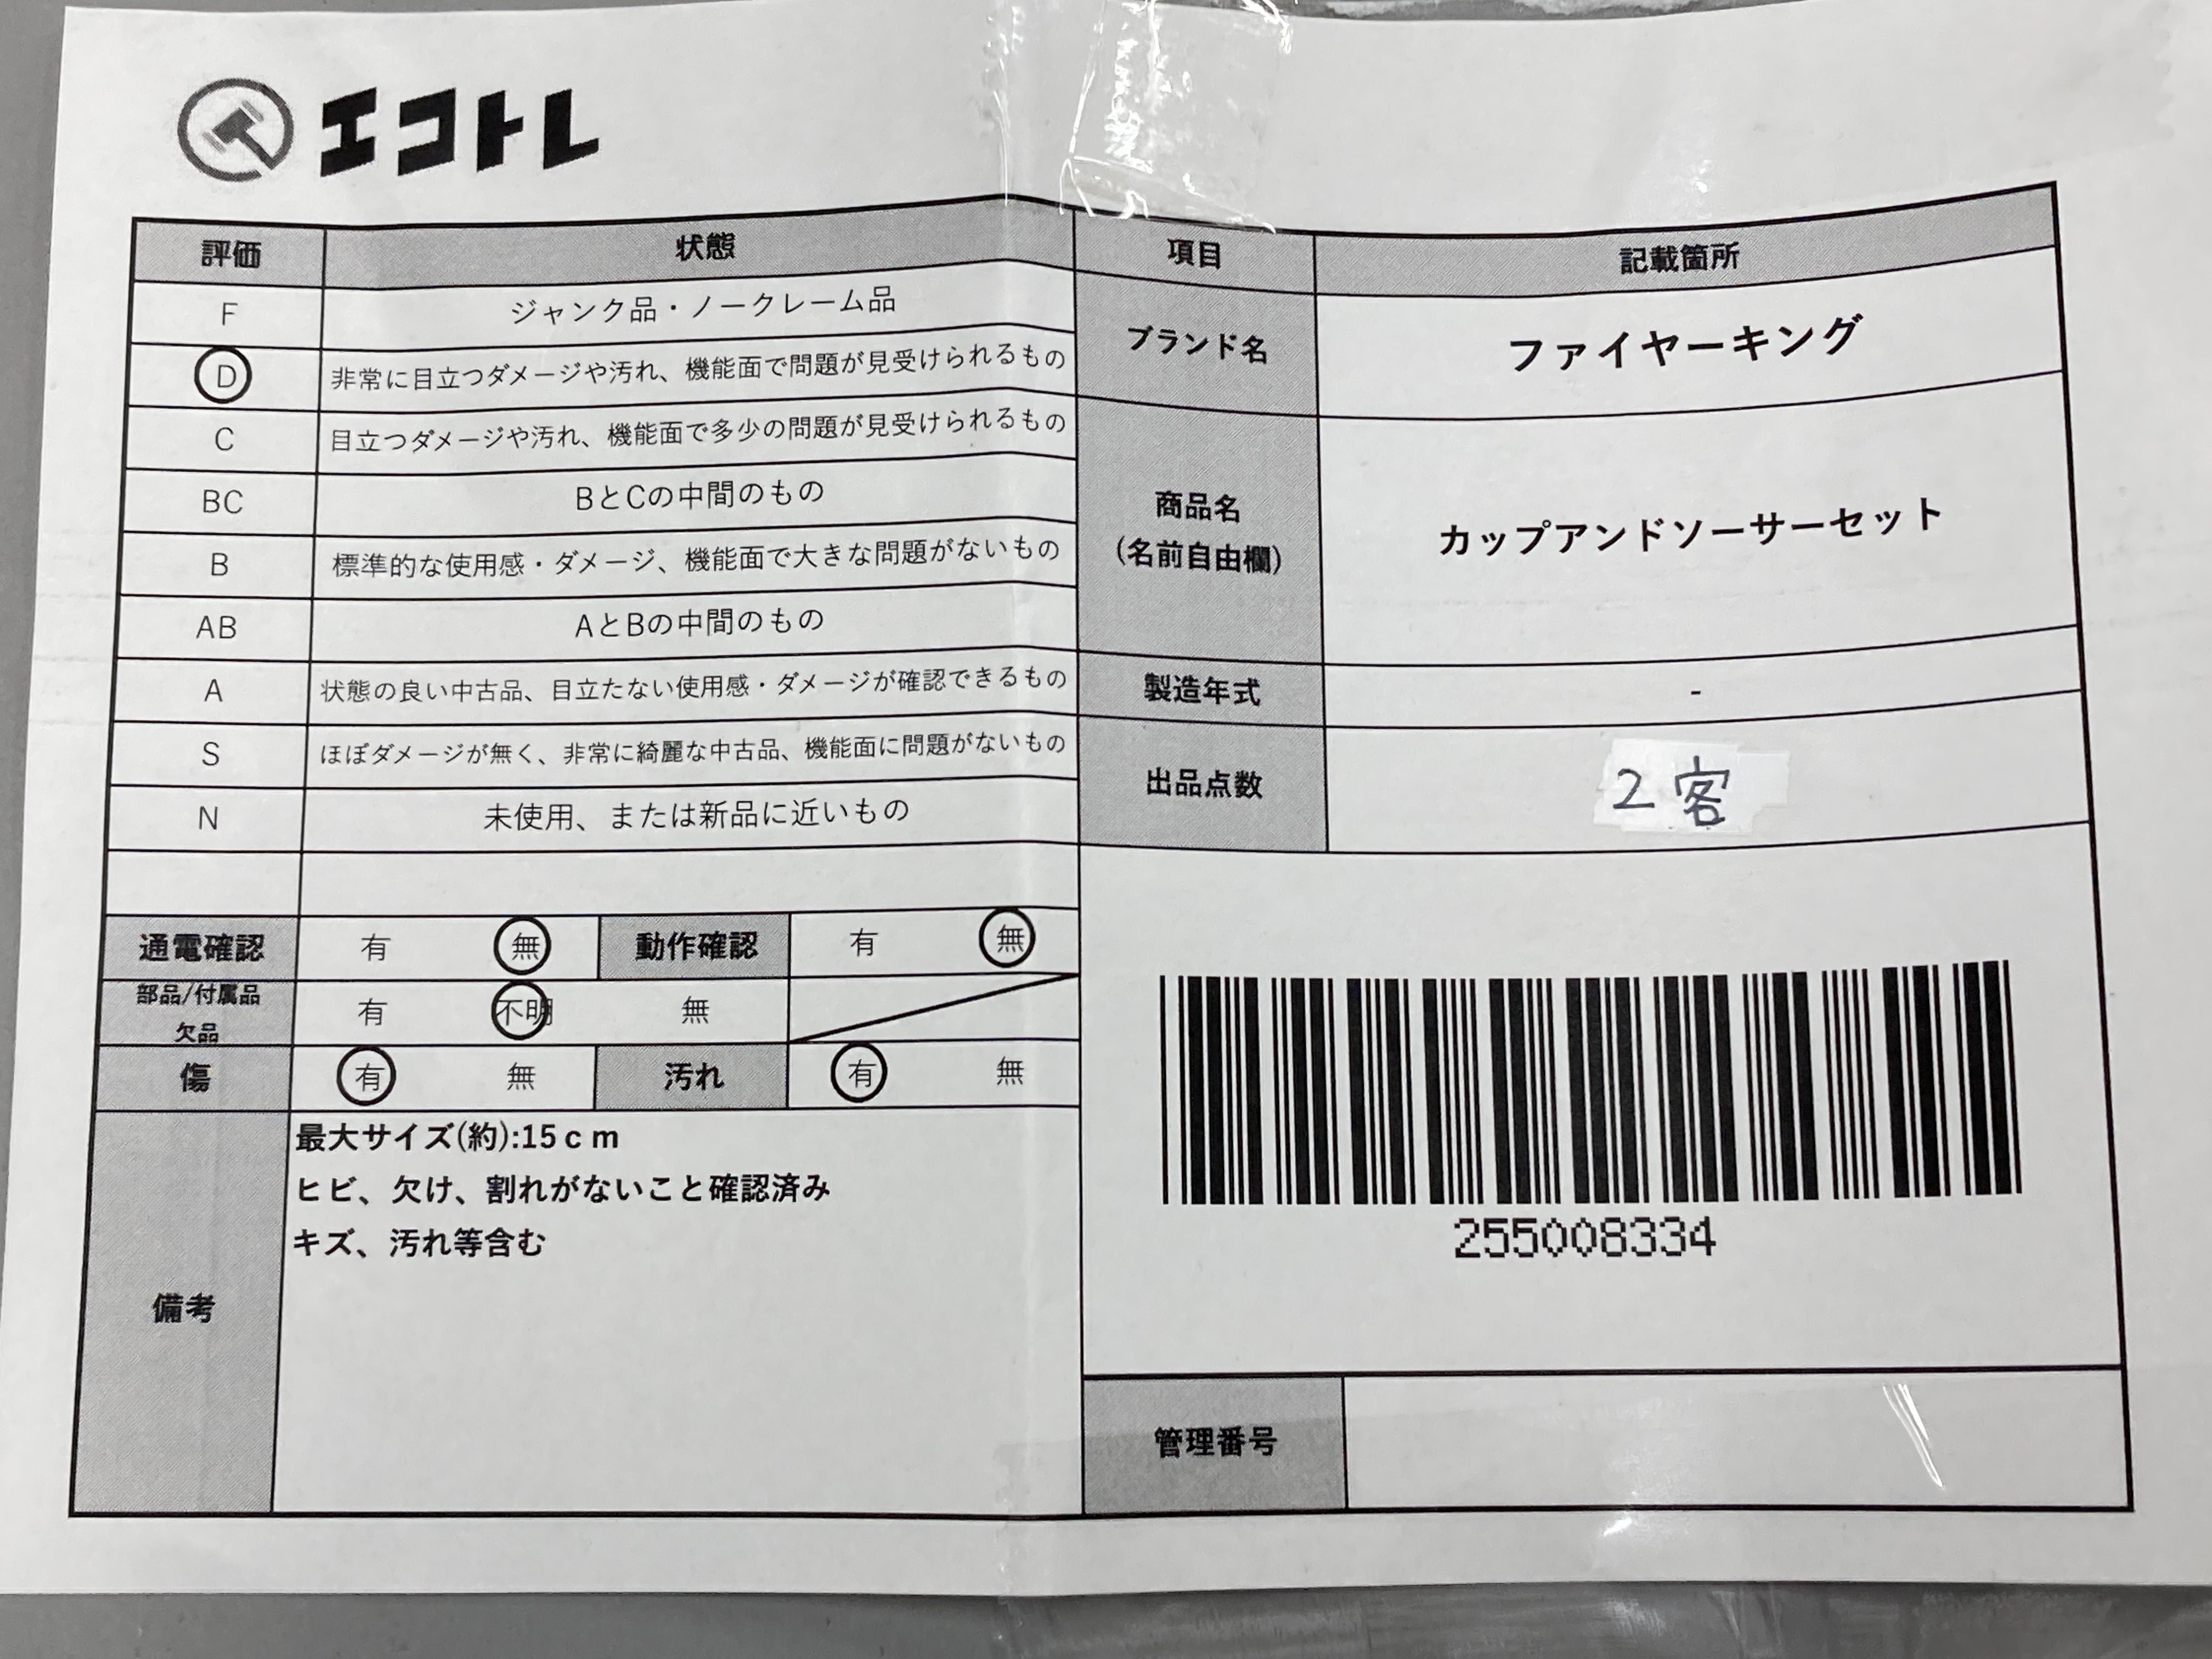 エコトレ
評価 状態
F ジャンク品・ノークレーム品
D 非常に目立つダメージや汚れ、機能面で問題が見受けられるもの
C 目立つダメージや汚れ、機能面で多少の問題が見受けられるもの
BC BとCの中間のもの
B 標準的な使用感・ダメージ、機能面で大きな問題がないもの
AB AとBの中間のもの
A 状態の良い中古品、目立たない使用感・ダメージが確認できるもの
S ほぼダメージが無く、非常に綺麗な中古品、機能面に問題がないもの
N 未使用、または新品に近いもの
通電確認 有 無 動作確認 有 無
部品/付属品
欠品 有 不明 無
傷 有 無 汚れ 有 無
備考
最大サイズ(約):15ｃｍ
ヒビ、欠け、割れがないこと確認済み
キズ、汚れ等含む
項目 記載箇所
ブランド名 ファイヤーキング
商品名
(名前自由欄) カップアンドソーサーセット
製造年式 -
出品点数 2客
255008334
管理番号